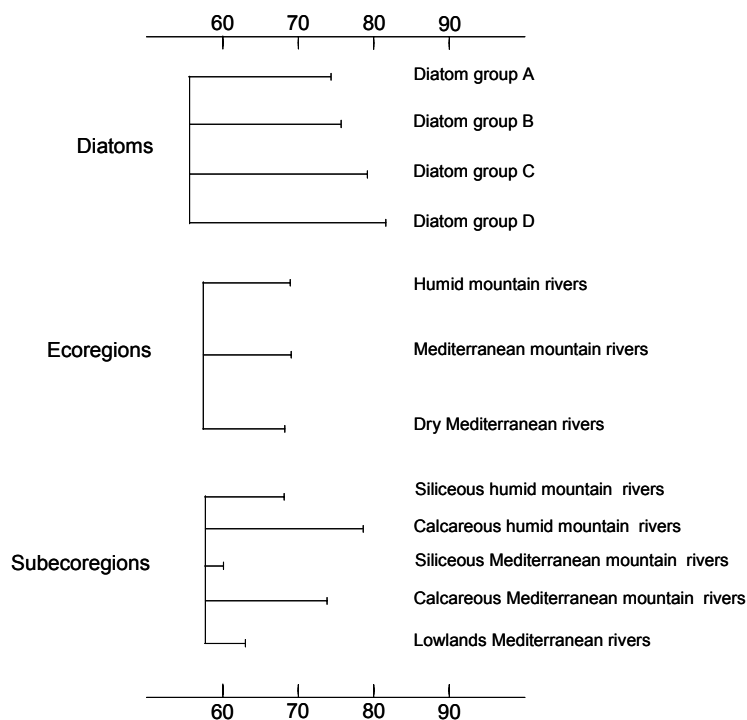 60 70 80 90
Diatom group A
Diatom group B
Diatoms
Diatom group C
Diatom group D
Humid mountain rivers
Ecoregions
Mediterranean mountain rivers
Dry Mediterranean rivers
Siliceous humid mountain rivers
Calcareous humid mountain rivers
Subecoregions
Siliceous Mediterranean mountain rivers
Calcareous Mediterranean mountain rivers
Lowlands Mediterranean rivers
60 70 80 90